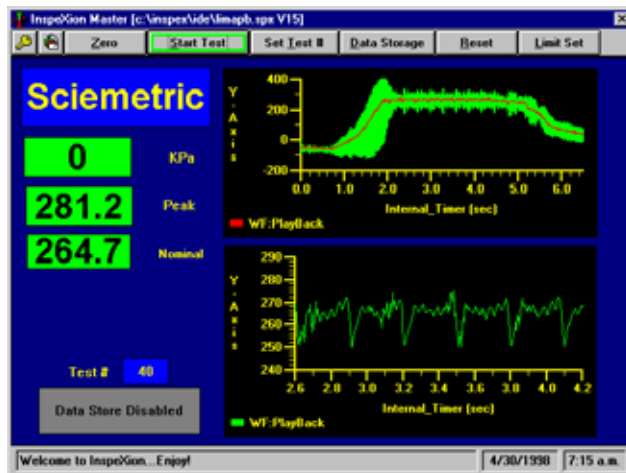 InspeXion Master [c:\inspex\ide\limapb.spx V15]
Zero Start Test Set Test # Data Storage Reset Limit Set
Sciemetric
0 KPa
281.2 Peak
264.7 Nominal
Test # 40
Data Store Disabled
Y-Axis
400
200
0
-200
0.0 1.0 2.0 3.0 4.0 5.0 6.0
Internal_Timer (sec)
WF:PlayBack
Y-Axis
290
280
270
260
250
240
2.6 2.8 3.0 3.2 3.4 3.6 3.8 4.0 4.2
Internal_Timer (sec)
WF:PlayBack
Welcome to InspeXion...Enjoy! 4/30/1998 7:15 a.m.